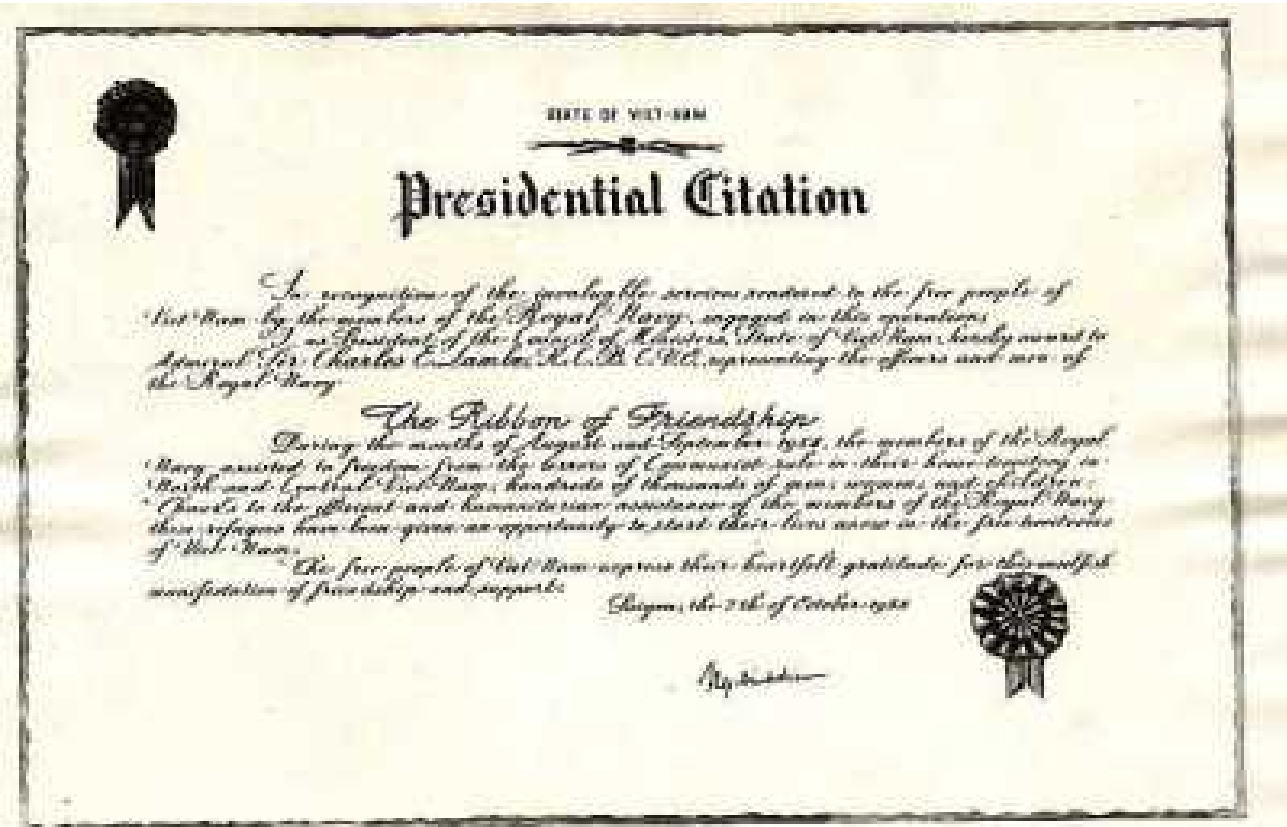 STATE OF VIET-NAM
Presidential Citation
In recognition of the invaluable services rendered to the free people of
Viet Nam by the members of the Royal Navy, engaged in this operation,
I as President of the Council of Ministers, State of Viet Nam, hereby award to
Admiral Sir Charles E. Lambe, K.C.B. C.V.O. representing the officers and men of
the Royal Navy
The Ribbon of Friendship
During the months of August and September 1954, the members of the Royal
Navy assisted to freedom from the terrors of Communist rule in their home territory in
North and Central Viet Nam, hundreds of thousands of men, women, and children.
Thanks to the efficient and humanitarian assistance of the members of the Royal Navy
these refugees have been given an opportunity to start their lives anew in the free territories
of Viet Nam.
The free people of Viet Nam express their heartfelt gratitude for this unselfish
manifestation of friendship and support.
Saigon, the 7th of October